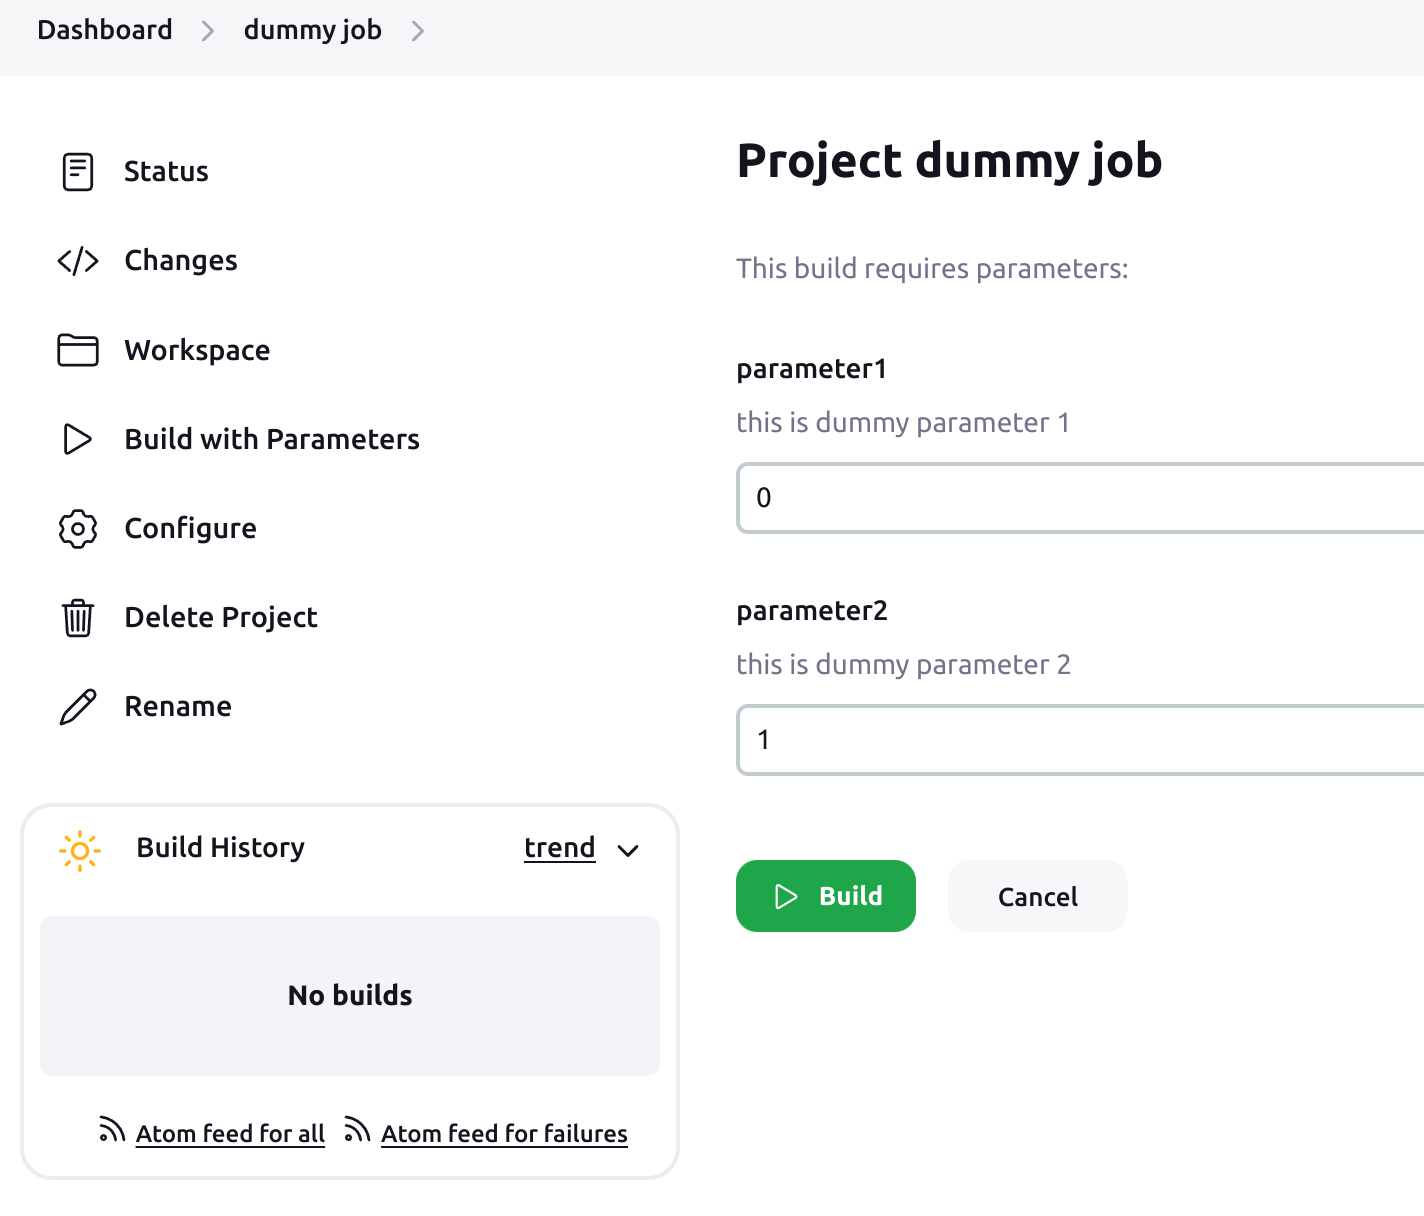 Dashboard > dummy job >
Status
Changes
Workspace
Build with Parameters
Configure
Delete Project
Rename
Build History trend
No builds
Atom feed for all Atom feed for failures
Project dummy job
This build requires parameters:
parameter1
this is dummy parameter 1
0
parameter2
this is dummy parameter 2
1
Build Cancel